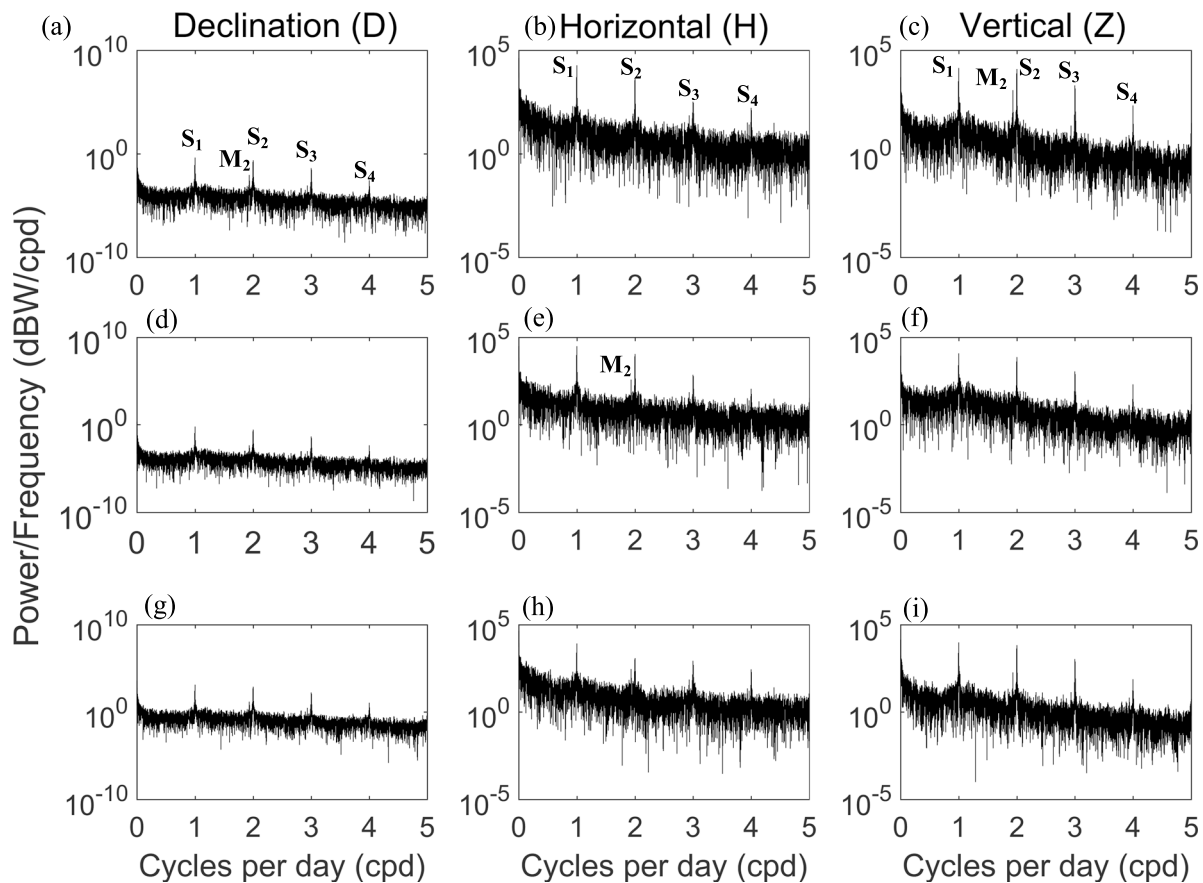 (a) Declination (D)
(b) Horizontal (H)
(c) Vertical (Z)
Power/Frequency (dBW/cpd)
10^10
10^0
10^-10
S₁
M₂
S₂
S₃
S₄
0 1 2 3 4 5
10^5
10^0
10^-5
S₁
S₂
S₃
S₄
0 1 2 3 4 5
10^5
10^0
10^-5
S₁
M₂
S₂
S₃
S₄
0 1 2 3 4 5
(d)
10^10
10^0
10^-10
0 1 2 3 4 5
(e)
10^5
10^0
10^-5
M₂
0 1 2 3 4 5
(f)
10^5
10^0
10^-5
0 1 2 3 4 5
(g)
10^10
10^0
10^-10
0 1 2 3 4 5
Cycles per day (cpd)
(h)
10^5
10^0
10^-5
0 1 2 3 4 5
Cycles per day (cpd)
(i)
10^5
10^0
10^-5
0 1 2 3 4 5
Cycles per day (cpd)